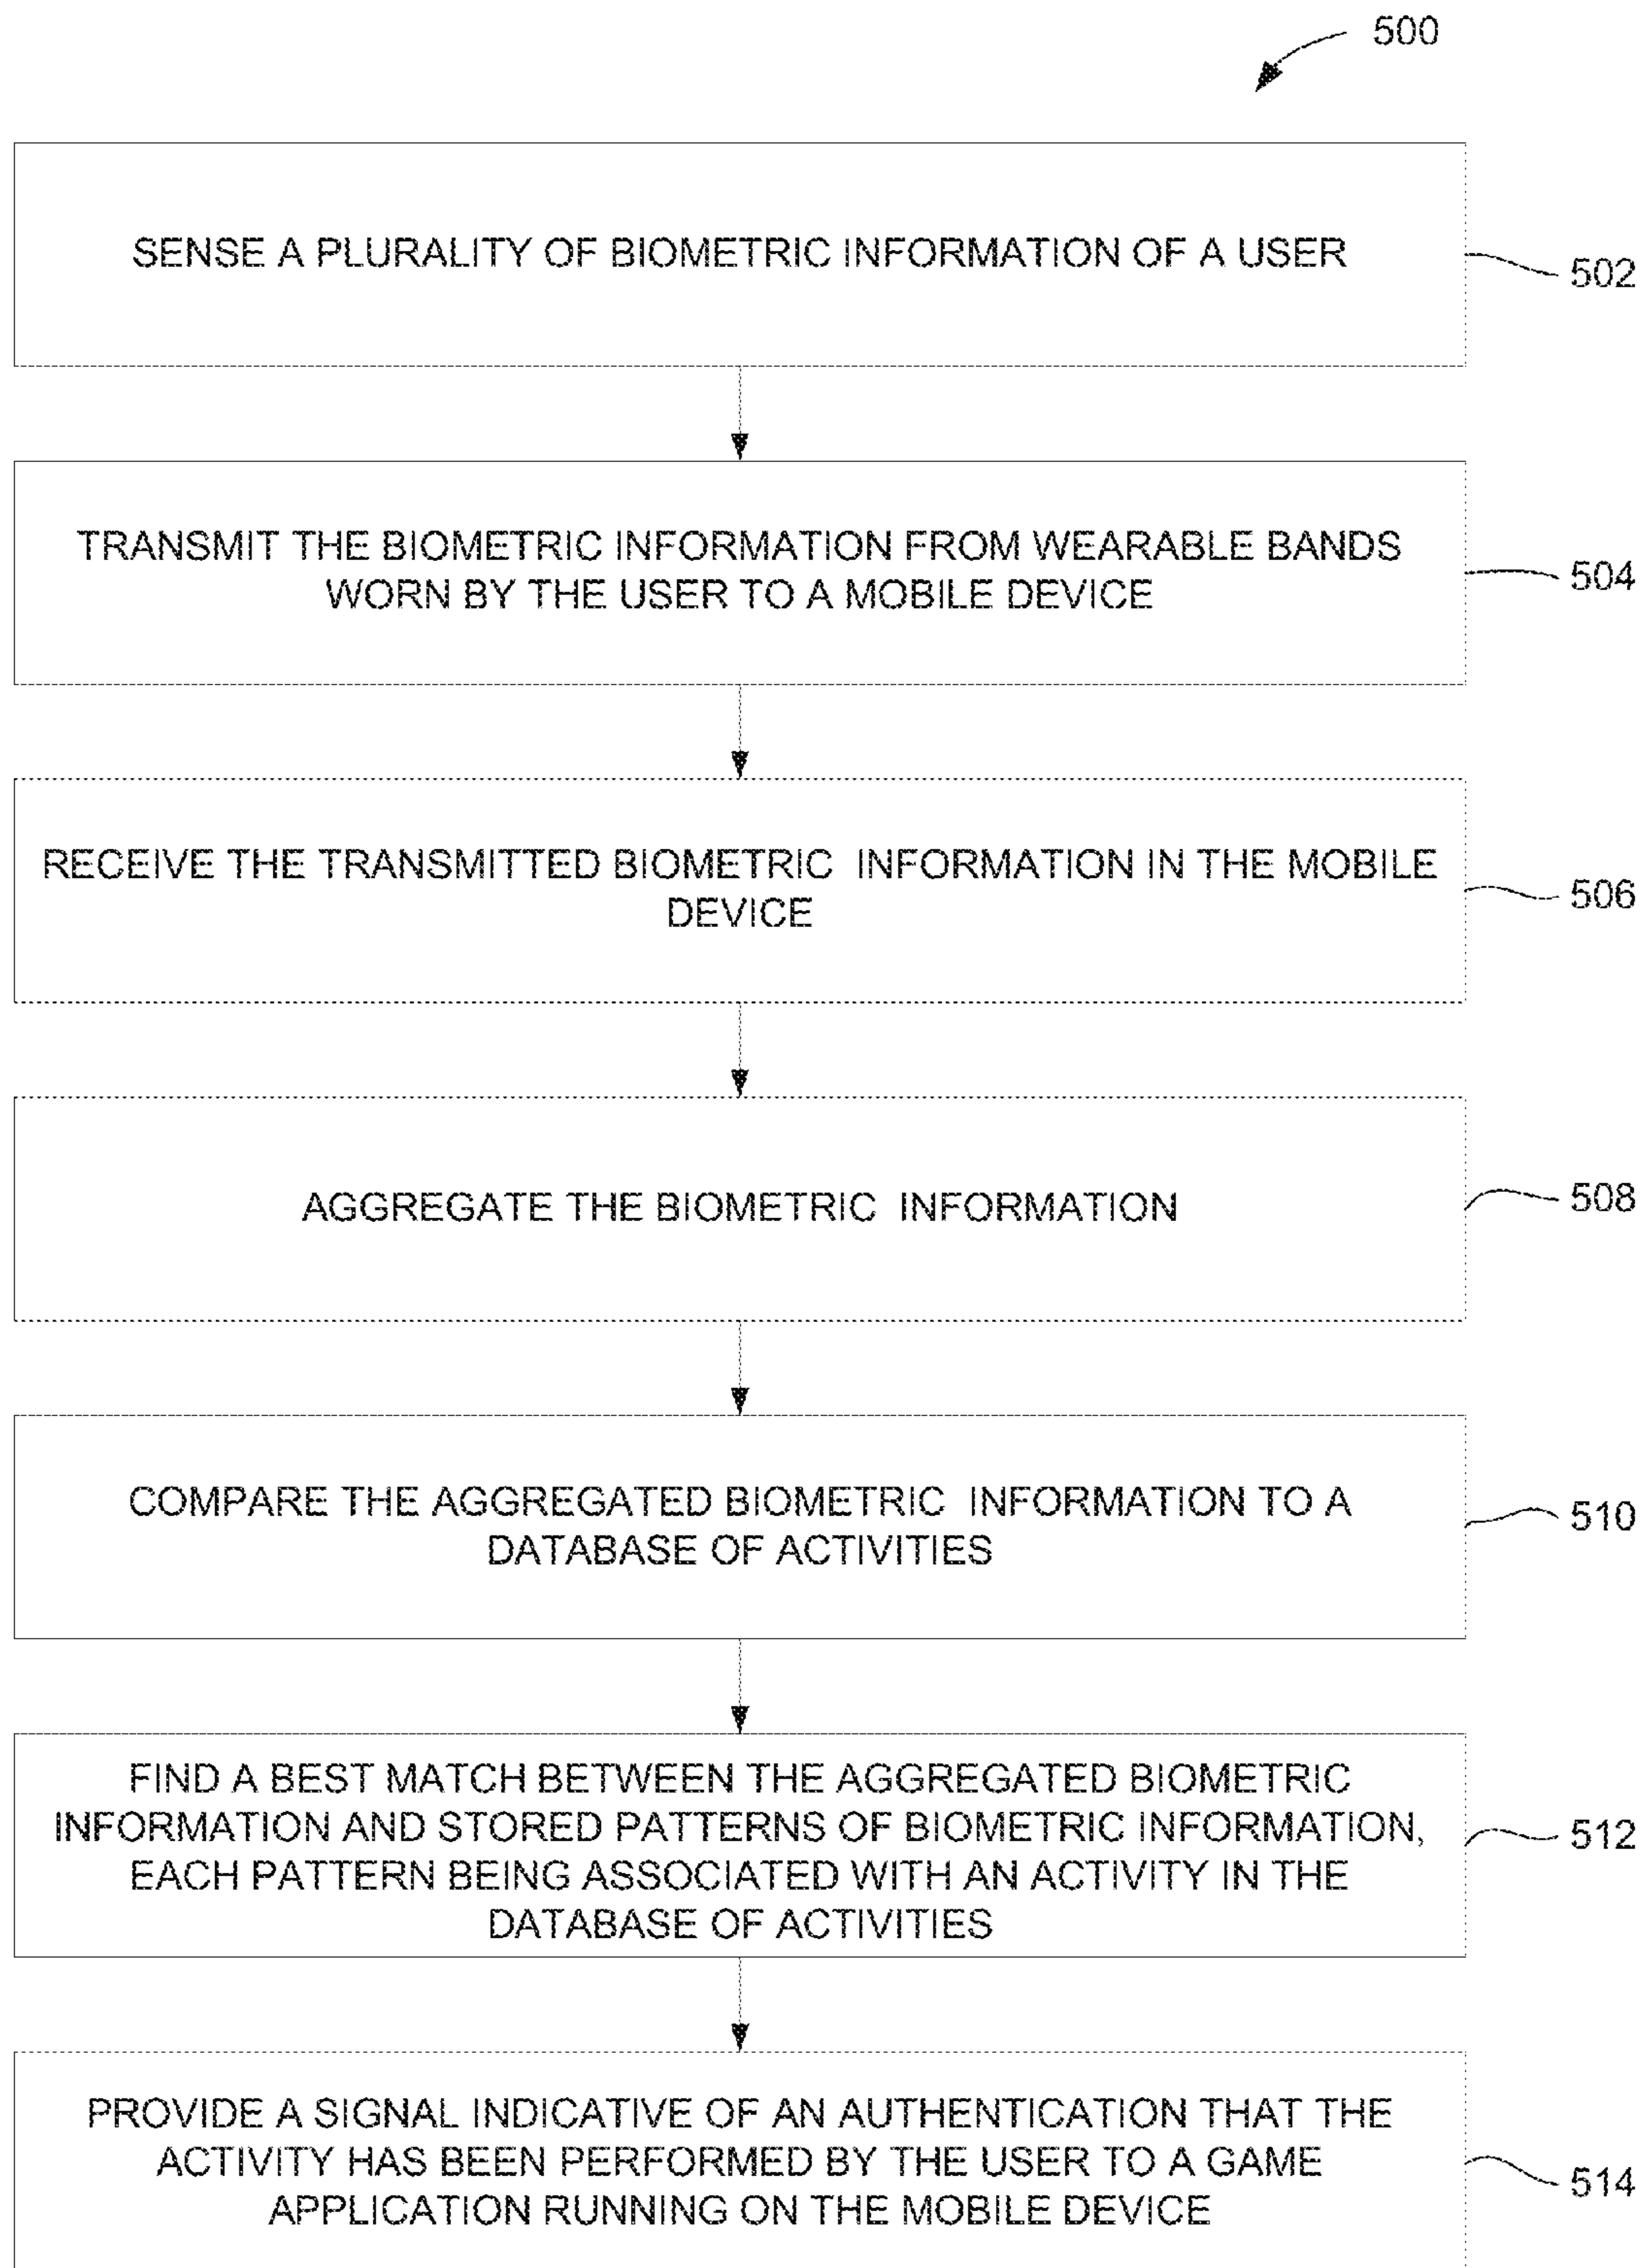 500
SENSE A PLURALITY OF BIOMETRIC INFORMATION OF A USER
502
TRANSMIT THE BIOMETRIC INFORMATION FROM WEARABLE BANDS
WORN BY THE USER TO A MOBILE DEVICE
504
RECEIVE THE TRANSMITTED BIOMETRIC INFORMATION IN THE MOBILE
DEVICE
506
AGGREGATE THE BIOMETRIC INFORMATION
508
COMPARE THE AGGREGATED BIOMETRIC INFORMATION TO A
DATABASE OF ACTIVITIES
510
FIND A BEST MATCH BETWEEN THE AGGREGATED BIOMETRIC
INFORMATION AND STORED PATTERNS OF BIOMETRIC INFORMATION,
EACH PATTERN BEING ASSOCIATED WITH AN ACTIVITY IN THE
DATABASE OF ACTIVITIES
512
PROVIDE A SIGNAL INDICATIVE OF AN AUTHENTICATION THAT THE
ACTIVITY HAS BEEN PERFORMED BY THE USER TO A GAME
APPLICATION RUNNING ON THE MOBILE DEVICE
514